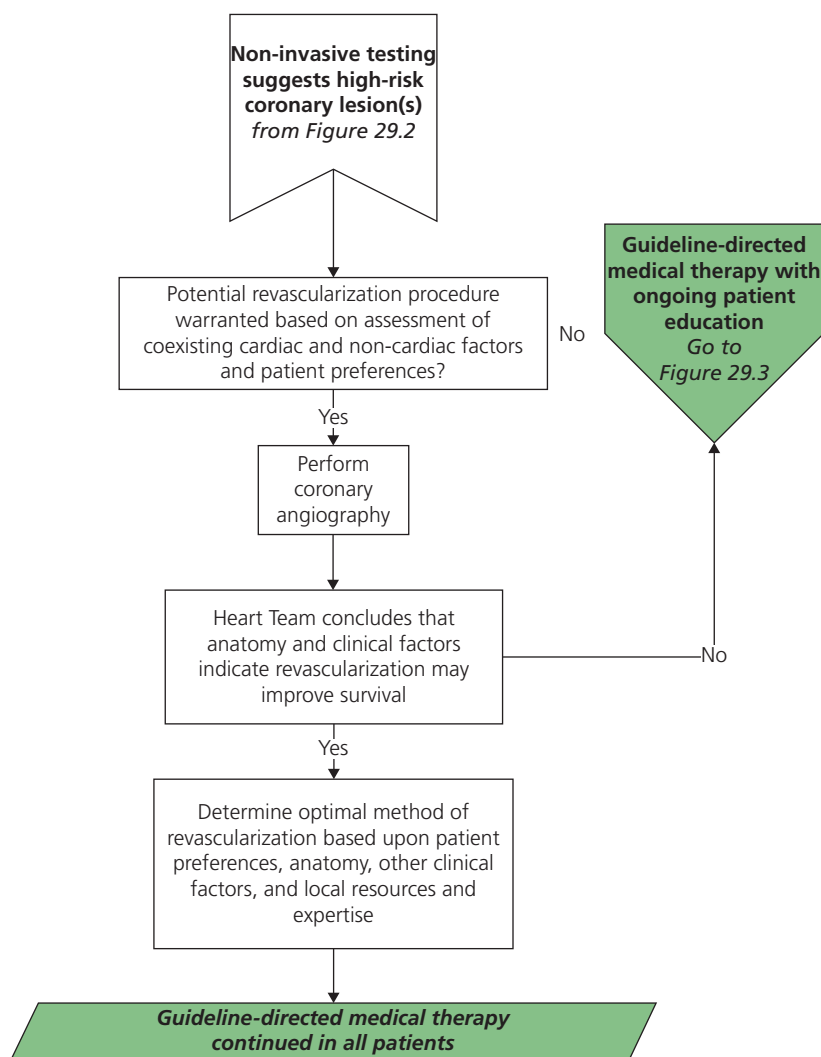 Non-invasive testing
suggests high-risk
coronary lesion(s)
from Figure 29.2
Potential revascularization procedure
warranted based on assessment of
coexisting cardiac and non-cardiac factors
and patient preferences?
No
Guideline-directed
medical therapy with
ongoing patient
education
Go to
Figure 29.3
Yes
Perform
coronary
angiography
Heart Team concludes that
anatomy and clinical factors
indicate revascularization may
improve survival
No
Yes
Determine optimal method of
revascularization based upon patient
preferences, anatomy, other clinical
factors, and local resources and
expertise
Guideline-directed medical therapy
continued in all patients